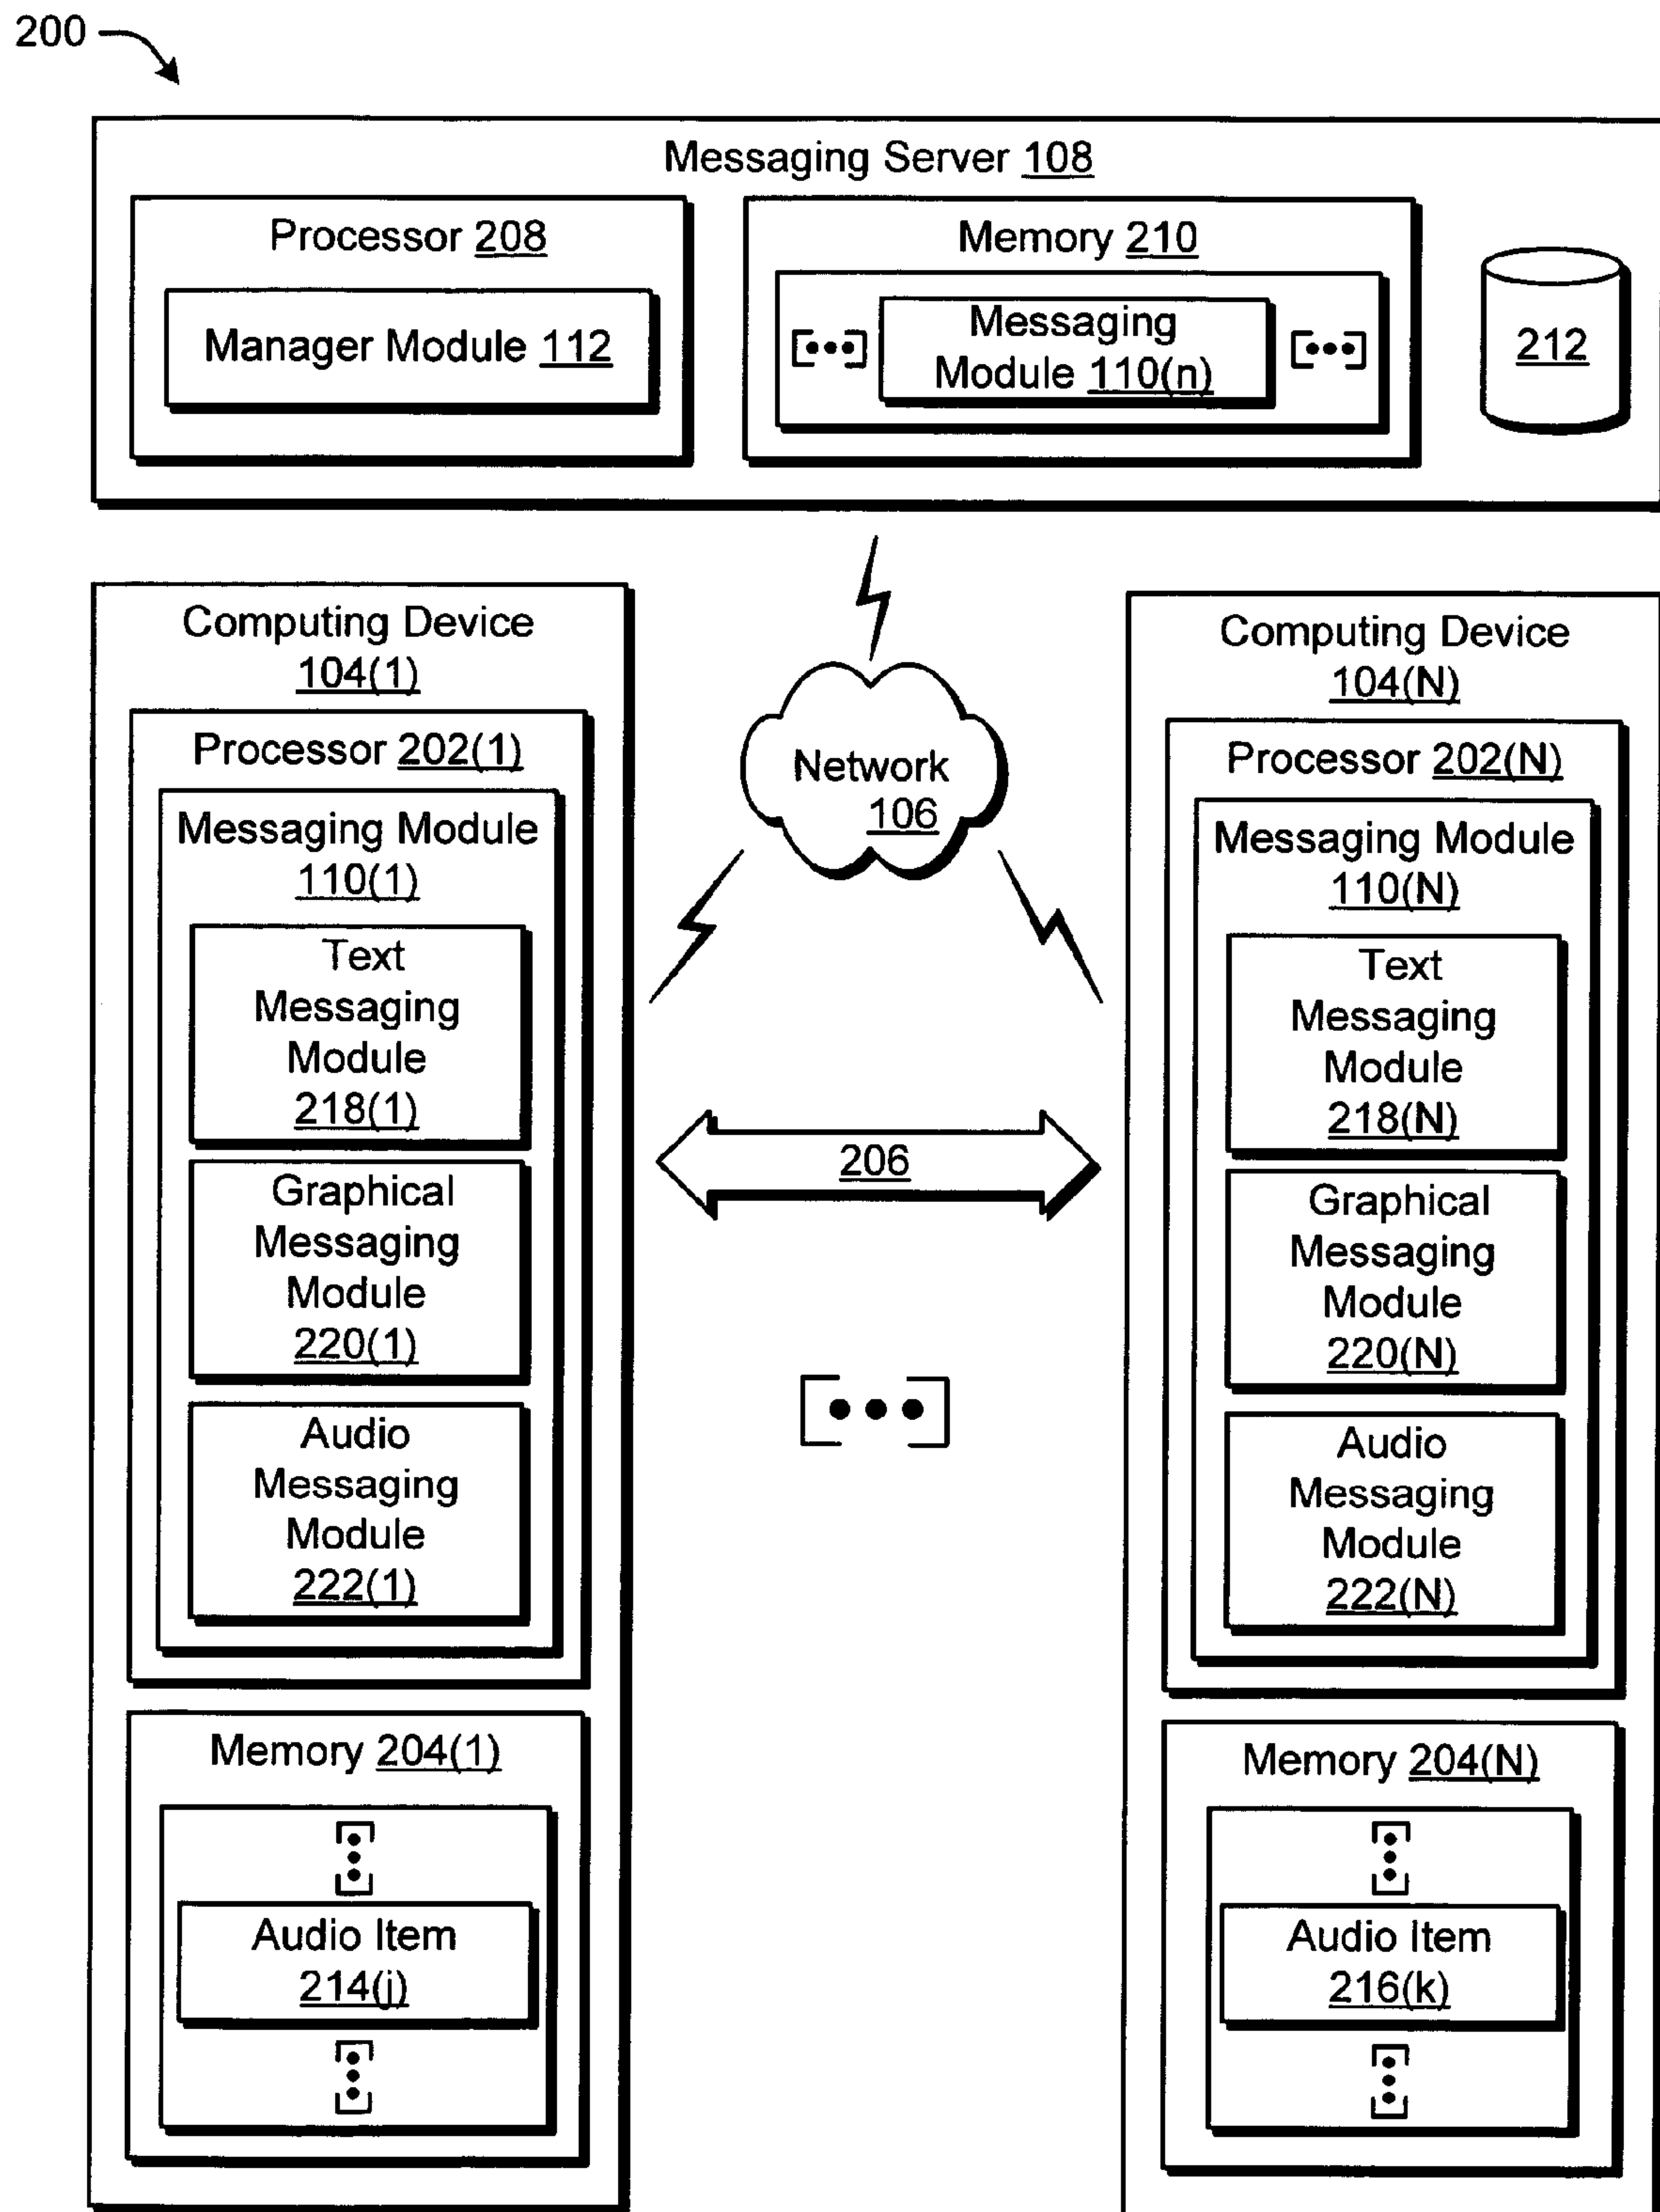 200
Messaging Server 108
Processor 208
Manager Module 112
Memory 210
Messaging
Module 110(n)
212
Computing Device
104(1)
Processor 202(1)
Messaging Module
110(1)
Text
Messaging
Module
218(1)
Graphical
Messaging
Module
220(1)
Audio
Messaging
Module
222(1)
Memory 204(1)
Audio Item
214(j)
Network
106
206
Computing Device
104(N)
Processor 202(N)
Messaging Module
110(N)
Text
Messaging
Module
218(N)
Graphical
Messaging
Module
220(N)
Audio
Messaging
Module
222(N)
Memory 204(N)
Audio Item
216(k)